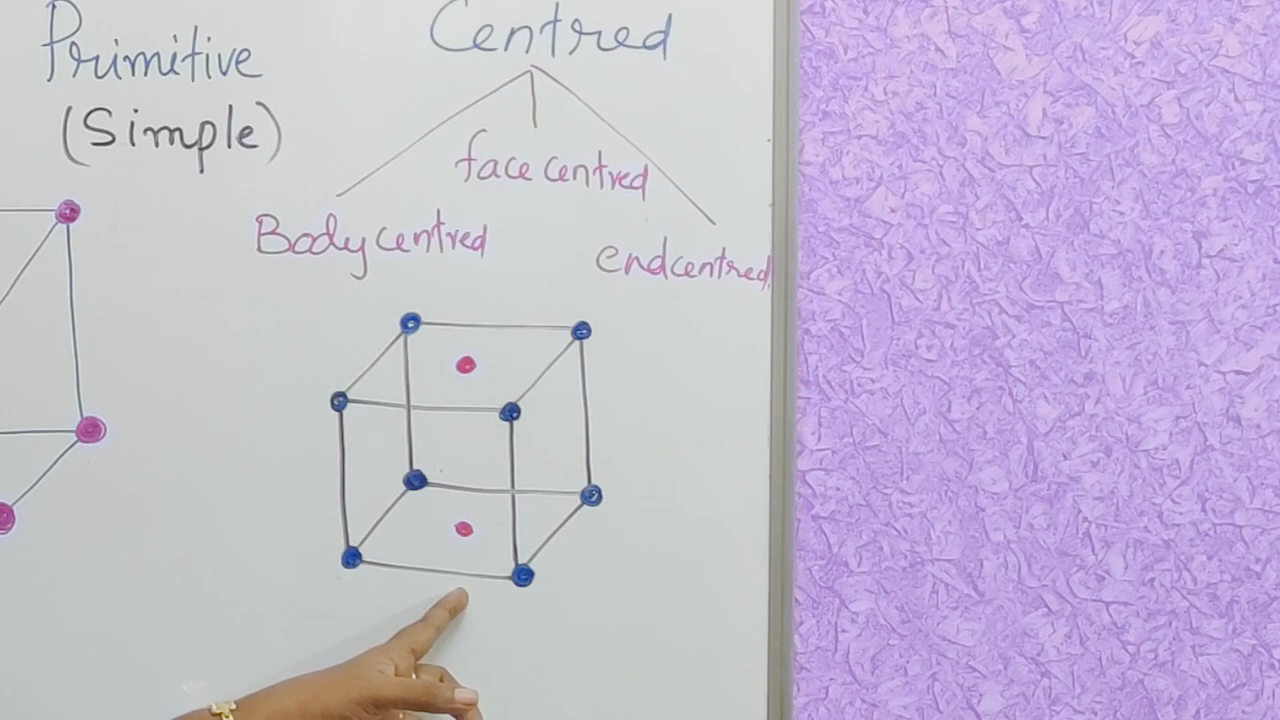 Primitive
(Simple)
Centred
face centred
Body centred
endcentred